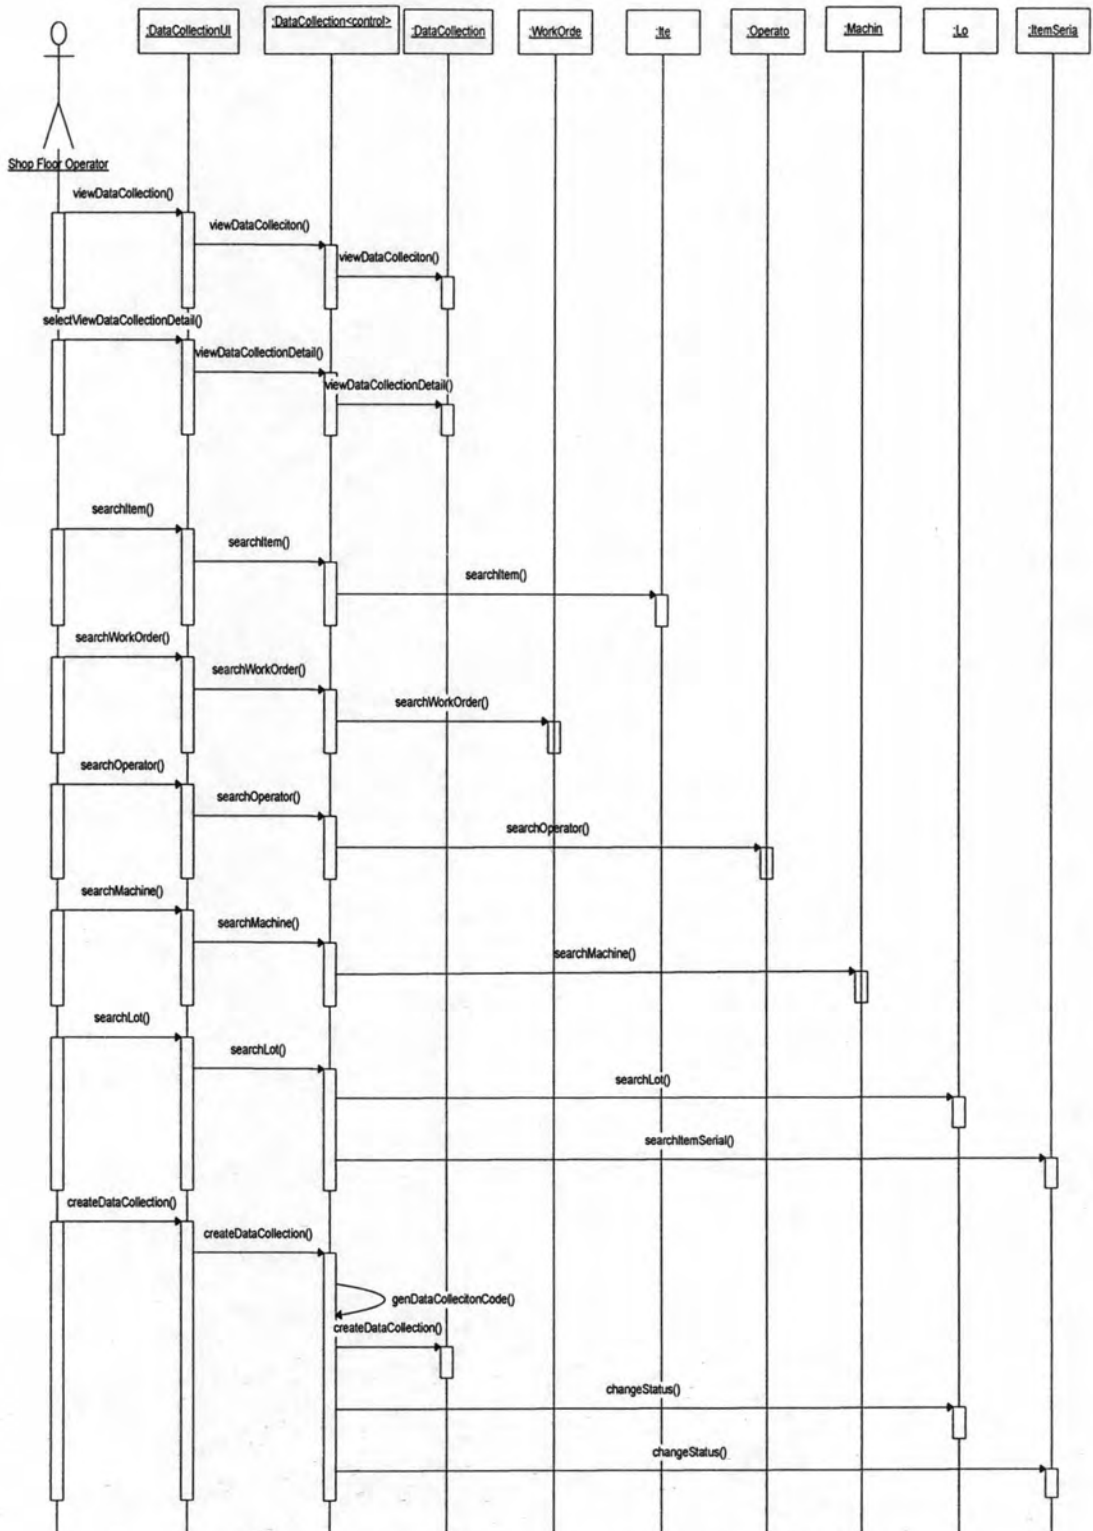 :DataCollectionUI
:DataCollection<control>
:DataCollection
:WorkOrde
:Ite
:Operato
:Machin
:Lo
:ItemSeria
Shop Floor Operator
viewDataCollection()
viewDataColleciton()
viewDataColleciton()
selectViewDataCollectionDetail()
viewDataCollectionDetail()
viewDataCollectionDetail()
searchItem()
searchItem()
searchItem()
searchWorkOrder()
searchWorkOrder()
searchWorkOrder()
searchOperator()
searchOperator()
searchOperator()
searchMachine()
searchMachine()
searchMachine()
searchLot()
searchLot()
searchLot()
searchItemSerial()
createDataCollection()
createDataCollection()
genDataCollecitonCode()
createDataCollection()
changeStatus()
changeStatus()